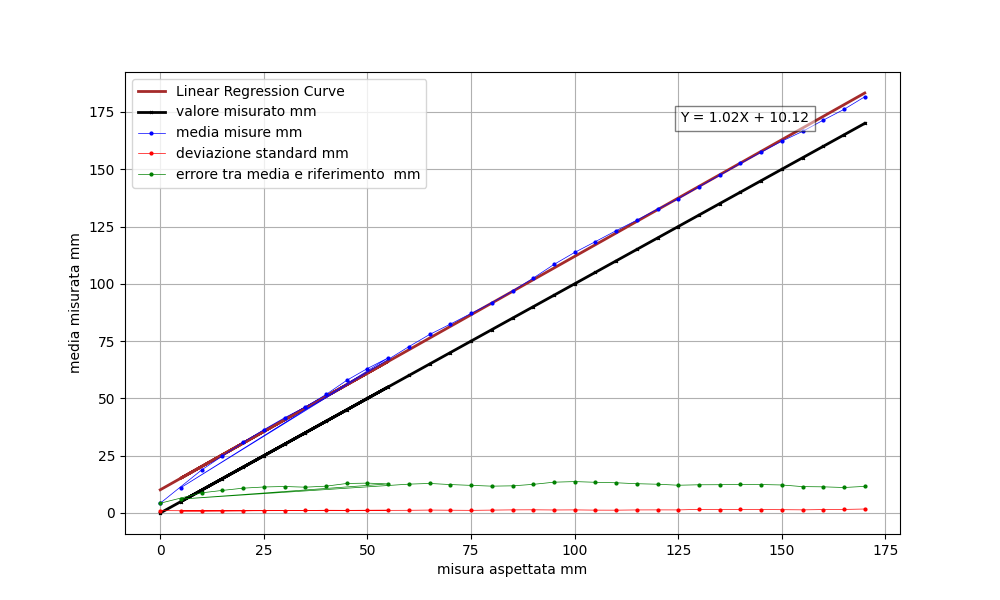 Linear Regression Curve
valore misurato mm
media misure mm
deviazione standard mm
errore tra media e riferimento  mm
Y = 1.02X + 10.12
media misurata mm
175
150
125
100
75
50
25
0
0 25 50 75 100 125 150 175
misura aspettata mm